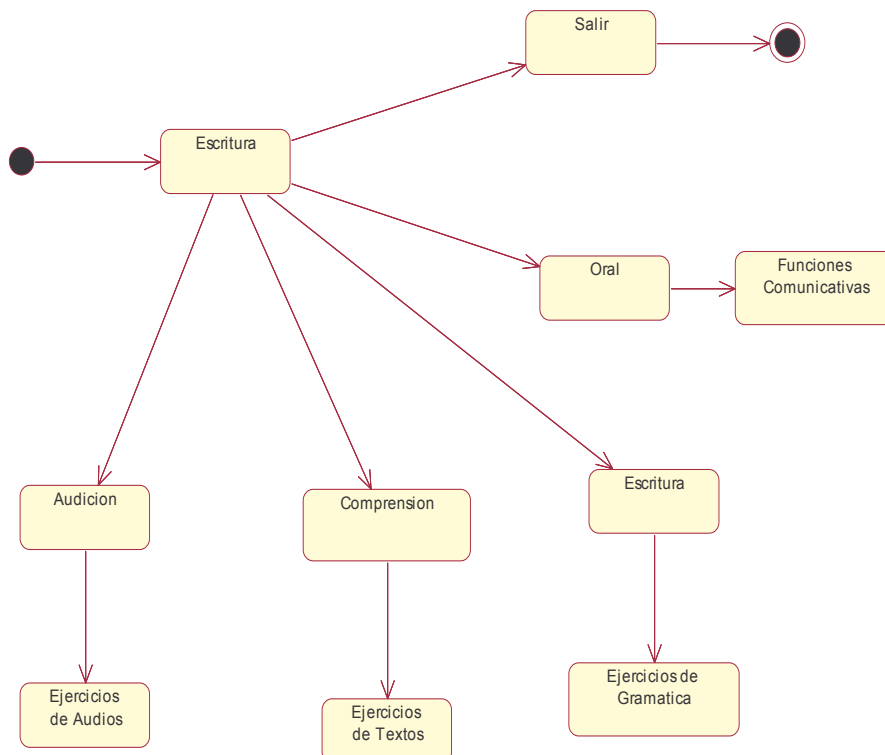 Salir
Escritura
Oral
Funciones
Comunicativas
Audicion
Comprension
Escritura
Ejercicios
de Audios
Ejercicios
de Textos
Ejercicios de
Gramatica